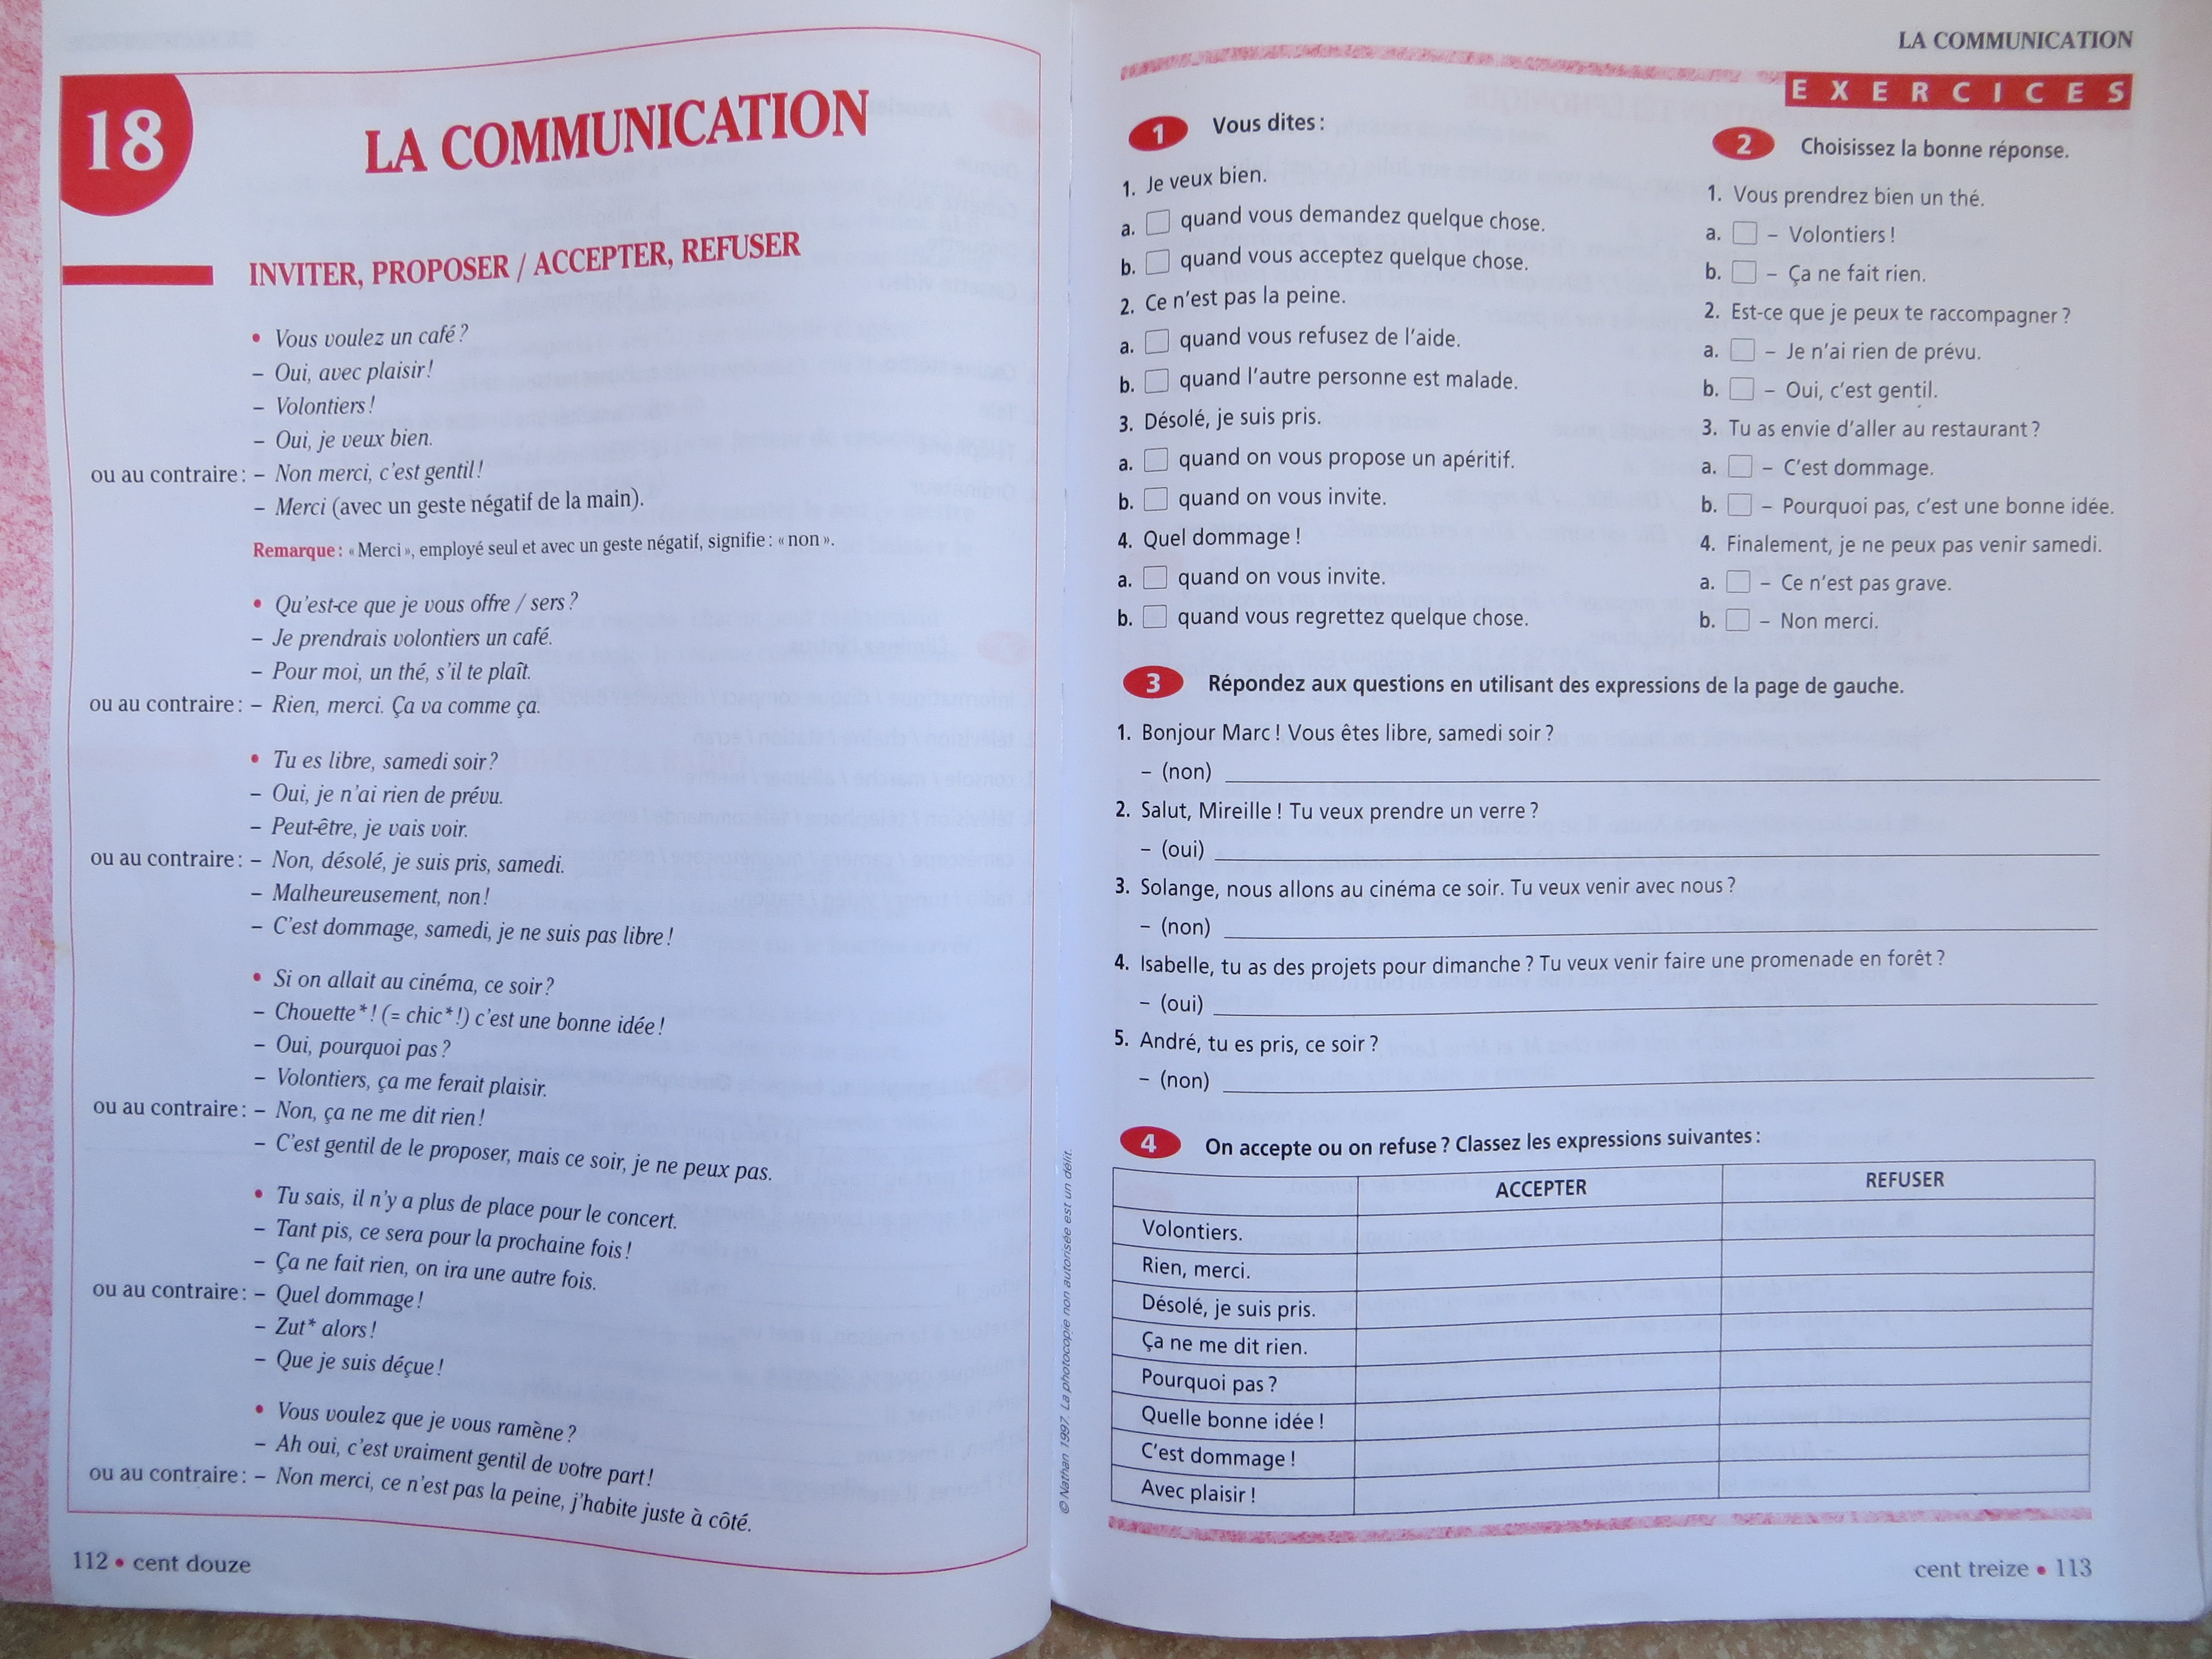 18
LA COMMUNICATION
INVITER, PROPOSER / ACCEPTER, REFUSER
• Vous voulez un café ?
– Oui, avec plaisir !
– Volontiers !
– Oui, je veux bien.
ou au contraire : – Non merci, c'est gentil !
– Merci (avec un geste négatif de la main).
Remarque : « Merci », employé seul et avec un geste négatif, signifie : « non ».
• Qu'est-ce que je vous offre / sers ?
– Je prendrais volontiers un café.
– Pour moi, un thé, s'il te plaît.
ou au contraire : – Rien, merci. Ça va comme ça.
• Tu es libre, samedi soir ?
– Oui, je n'ai rien de prévu.
– Peut-être, je vais voir.
ou au contraire : – Non, désolé, je suis pris, samedi.
– Malheureusement, non !
– C'est dommage, samedi, je ne suis pas libre !
• Si on allait au cinéma, ce soir ?
– Chouette* ! (= chic* !) c'est une bonne idée !
– Oui, pourquoi pas ?
– Volontiers, ça me ferait plaisir.
ou au contraire : – Non, ça ne me dit rien !
– C'est gentil de le proposer, mais ce soir, je ne peux pas.
• Tu sais, il n'y a plus de place pour le concert.
– Tant pis, ce sera pour la prochaine fois !
– Ça ne fait rien, on ira une autre fois.
ou au contraire : – Quel dommage !
– Zut* alors !
– Que je suis déçue !
• Vous voulez que je vous ramène ?
– Ah oui, c'est vraiment gentil de votre part !
ou au contraire : – Non merci, ce n'est pas la peine, j'habite juste à côté.
112 • cent douze
© Nathan 1997. La photocopie non autorisée est un délit.
LA COMMUNICATION
EXERCICES
1 Vous dites :
1. Je veux bien.
a. quand vous demandez quelque chose.
b. quand vous acceptez quelque chose.
2. Ce n'est pas la peine.
a. quand vous refusez de l'aide.
b. quand l'autre personne est malade.
3. Désolé, je suis pris.
a. quand on vous propose un apéritif.
b. quand on vous invite.
4. Quel dommage !
a. quand on vous invite.
b. quand vous regrettez quelque chose.
2 Choisissez la bonne réponse.
1. Vous prendrez bien un thé.
a. – Volontiers !
b. – Ça ne fait rien.
2. Est-ce que je peux te raccompagner ?
a. – Je n'ai rien de prévu.
b. – Oui, c'est gentil.
3. Tu as envie d'aller au restaurant ?
a. – C'est dommage.
b. – Pourquoi pas, c'est une bonne idée.
4. Finalement, je ne peux pas venir samedi.
a. – Ce n'est pas grave.
b. – Non merci.
3 Répondez aux questions en utilisant des expressions de la page de gauche.
1. Bonjour Marc ! Vous êtes libre, samedi soir ?
– (non)
2. Salut, Mireille ! Tu veux prendre un verre ?
– (oui)
3. Solange, nous allons au cinéma ce soir. Tu veux venir avec nous ?
– (non)
4. Isabelle, tu as des projets pour dimanche ? Tu veux venir faire une promenade en forêt ?
– (oui)
5. André, tu es pris, ce soir ?
– (non)
4 On accepte ou on refuse ? Classez les expressions suivantes :
ACCEPTER REFUSER
Volontiers.
Rien, merci.
Désolé, je suis pris.
Ça ne me dit rien.
Pourquoi pas ?
Quelle bonne idée !
C'est dommage !
Avec plaisir !
cent treize • 113